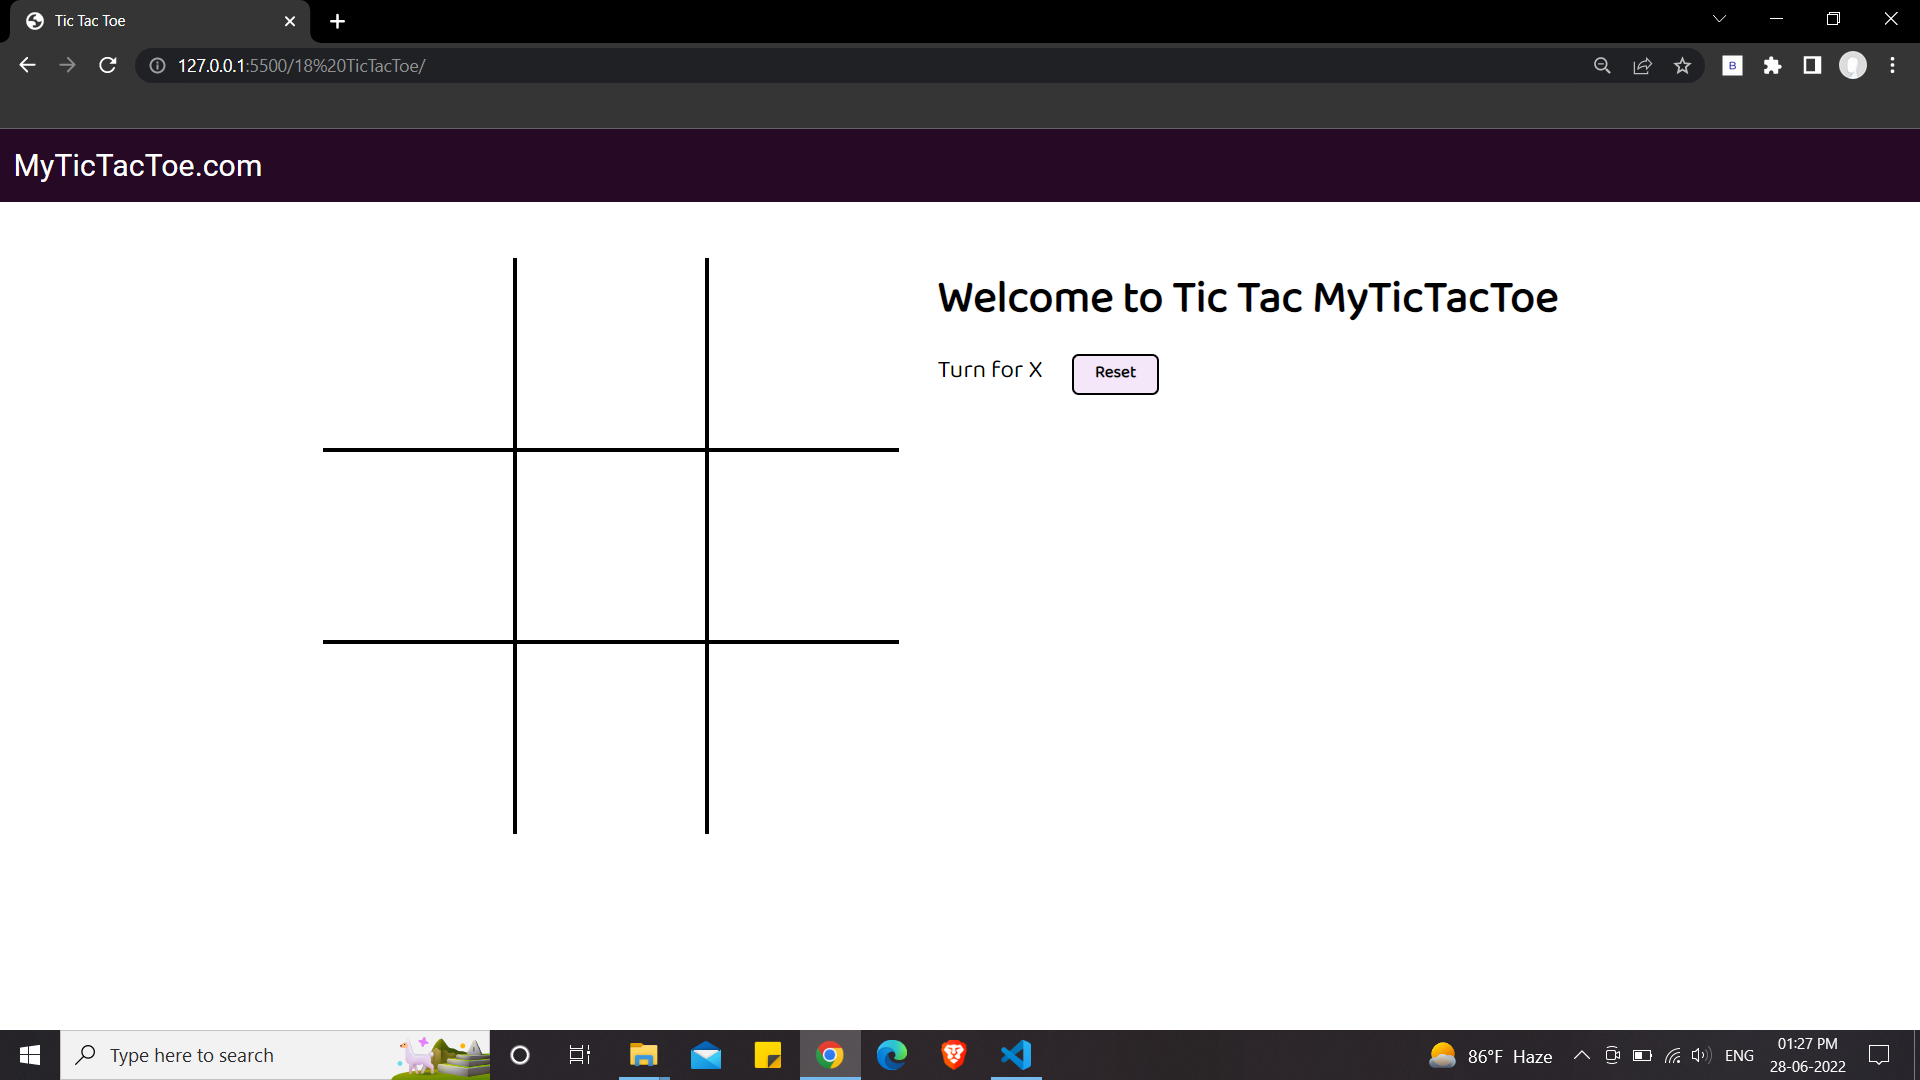 Tic Tac Toe
127.0.0.1:5500/18%20TicTacToe/
B
MyTicTacToe.com
Welcome to Tic Tac MyTicTacToe
Turn for X
Reset
Type here to search
86°F Haze
ENG
01:27 PM
28-06-2022